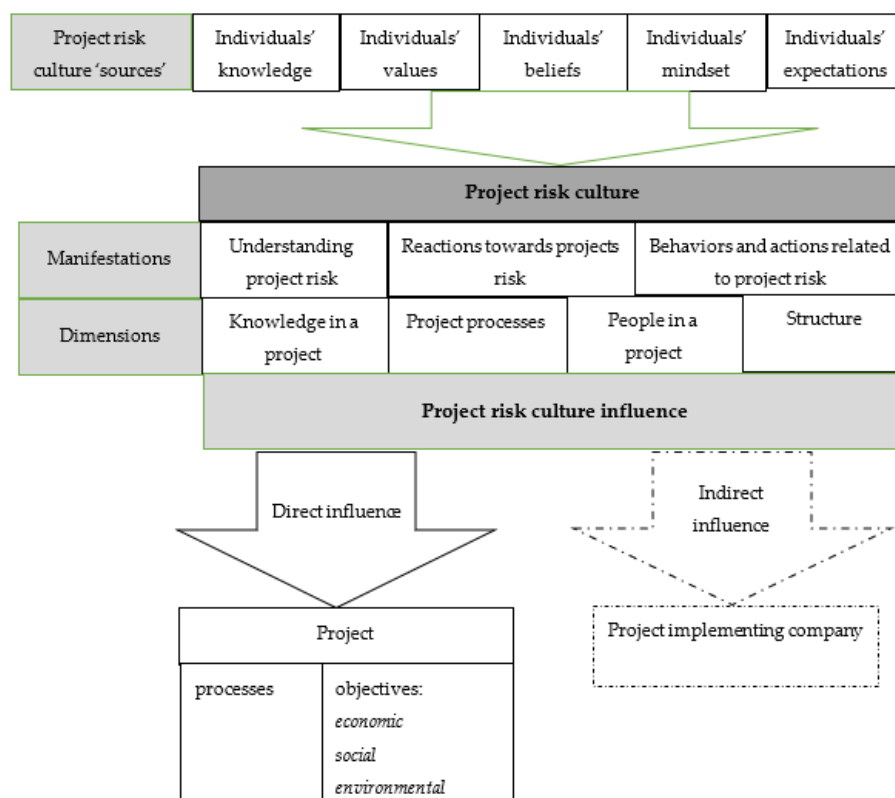 Project risk
culture ‘sources’
Individuals’
knowledge
Individuals’
values
Individuals’
beliefs
Individuals’
mindset
Individuals’
expectations
Project risk culture
Manifestations
Understanding
project risk
Reactions towards projects
risk
Behaviors and actions related
to project risk
Dimensions
Knowledge in a
project
Project processes
People in a
project
Structure
Project risk culture influence
Direct influence
Indirect
influence
Project
processes
objectives:
economic
social
environmental
Project implementing company